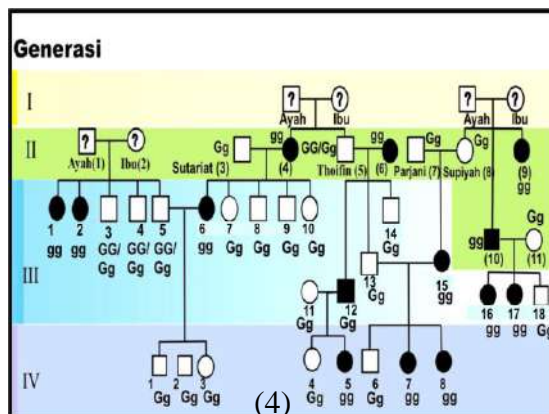 Generasi
I
? ? ? ?
Ayah Ibu Ayah Ibu
II
? ?
Gg gg GG/Gg gg Gg Gg
Ayah(1) Ibu(2) Sutariat (3) (4) Thoifin (5) (6) Parjani (7) Supiyah (8) (9)
gg
gg (10) Gg (11)
III
1 2 3 4 5 6 7 8 9 10
gg gg GG/ GG/ GG/ gg Gg Gg Gg Gg
Gg Gg Gg
14
Gg
13
Gg
15
gg
11
Gg
12
Gg
16 17 18
gg gg Gg
IV
1 2 3
Gg Gg Gg
4 5 6 7 8
Gg gg Gg gg gg
(4)